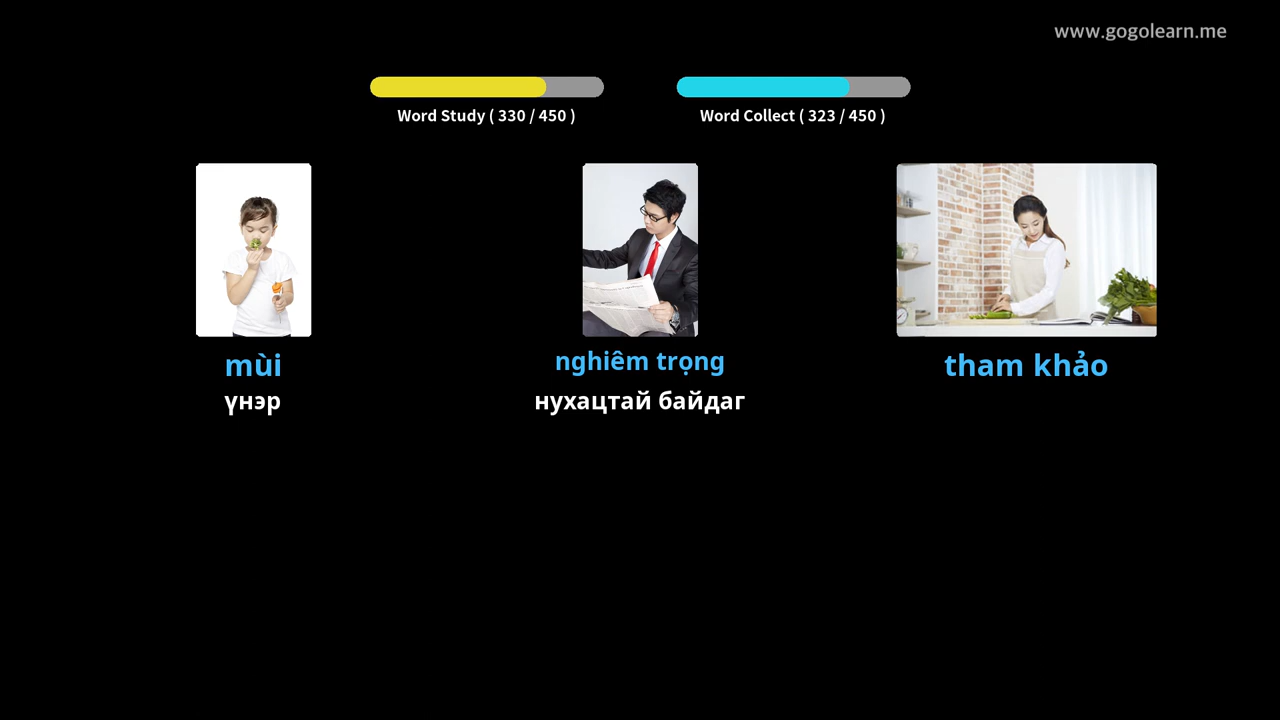 www.gogolearn.me
Word Study ( 330 / 450 )
Word Collect ( 323 / 450 )
mùi
nghiêm trọng
tham khảo
үнэр
нухацтай байдаг